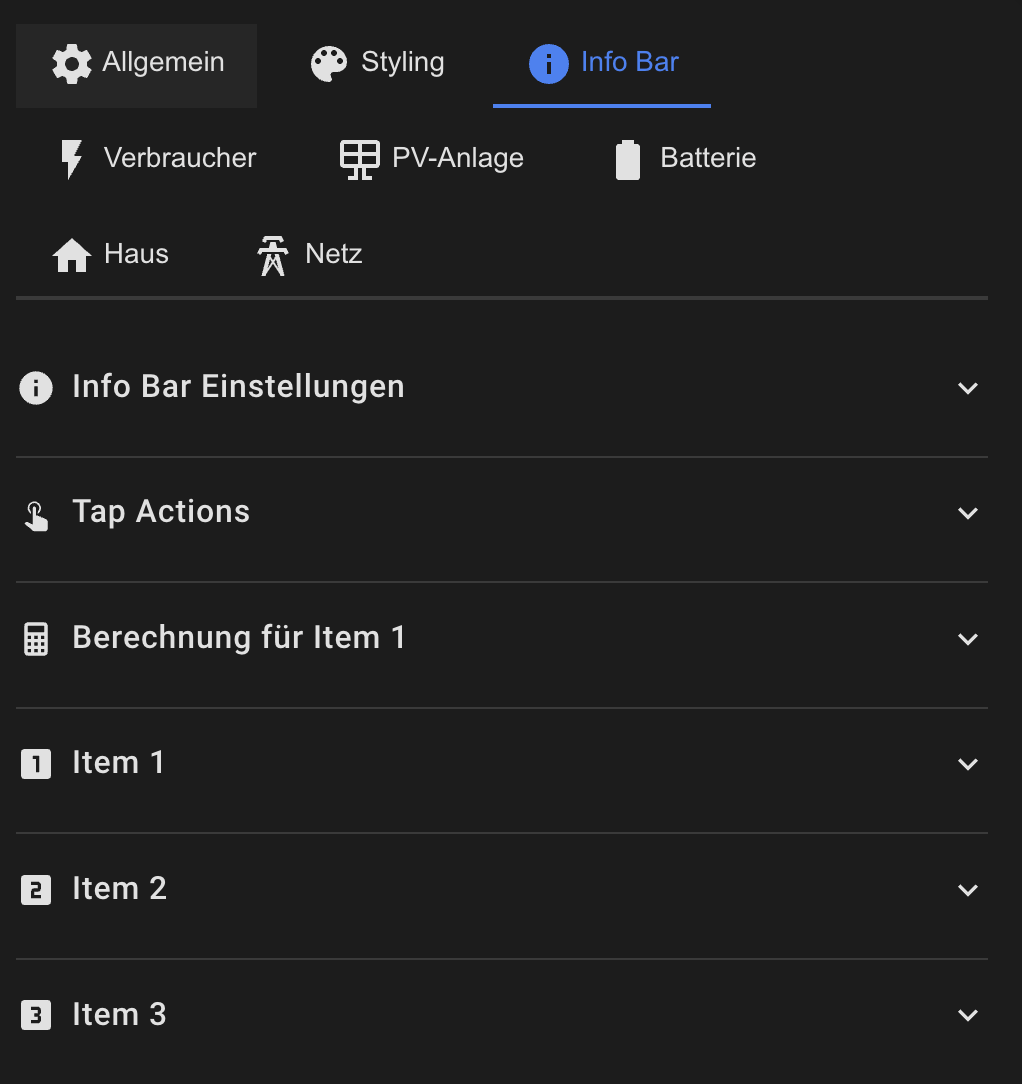 Allgemein Styling Info Bar
Verbraucher PV-Anlage Batterie
Haus Netz
Info Bar Einstellungen
Tap Actions
Berechnung für Item 1
1 Item 1
2 Item 2
3 Item 3